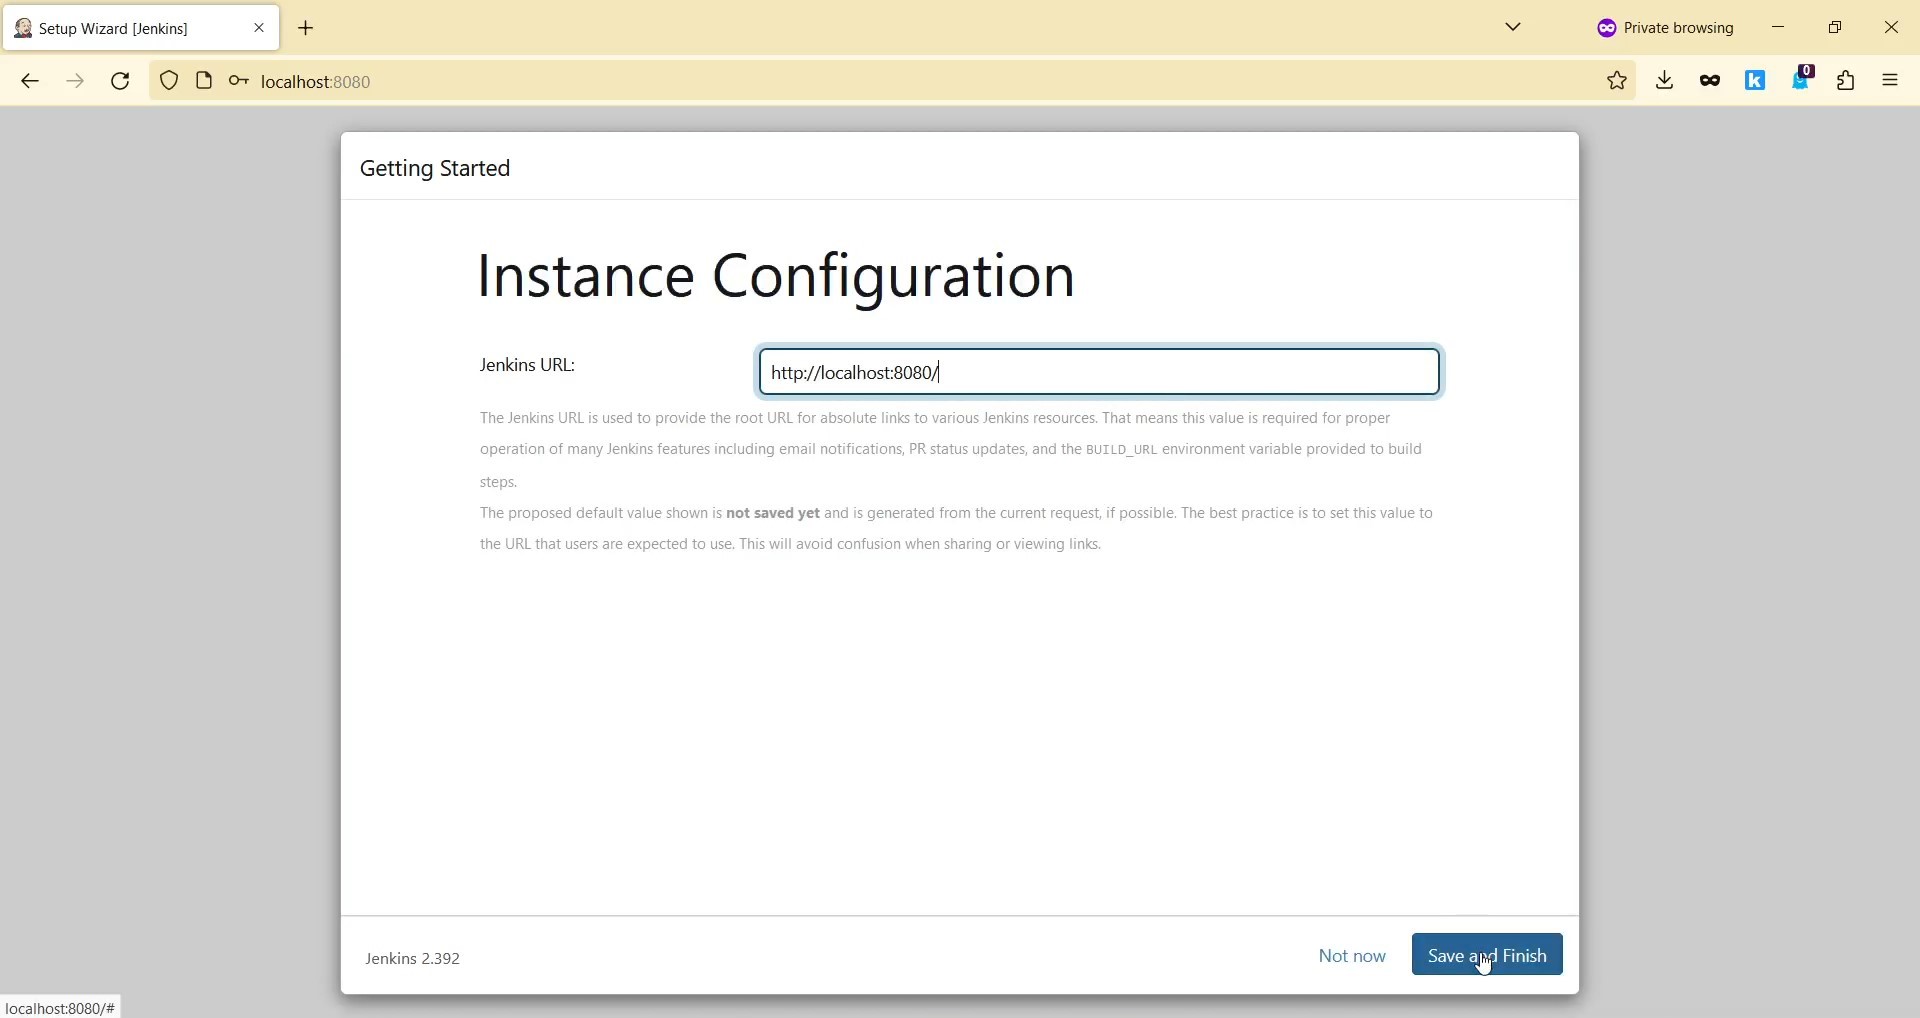 Setup Wizard [Jenkins]
Private browsing
localhost:8080
k
0
Getting Started
Instance Configuration
Jenkins URL:
http://localhost:8080/
The Jenkins URL is used to provide the root URL for absolute links to various Jenkins resources. That means this value is required for proper
operation of many Jenkins features including email notifications, PR status updates, and the BUILD_URL environment variable provided to build
steps.
The proposed default value shown is not saved yet and is generated from the current request, if possible. The best practice is to set this value to
the URL that users are expected to use. This will avoid confusion when sharing or viewing links.
Jenkins 2.392
Not now
Save and Finish
localhost:8080/#